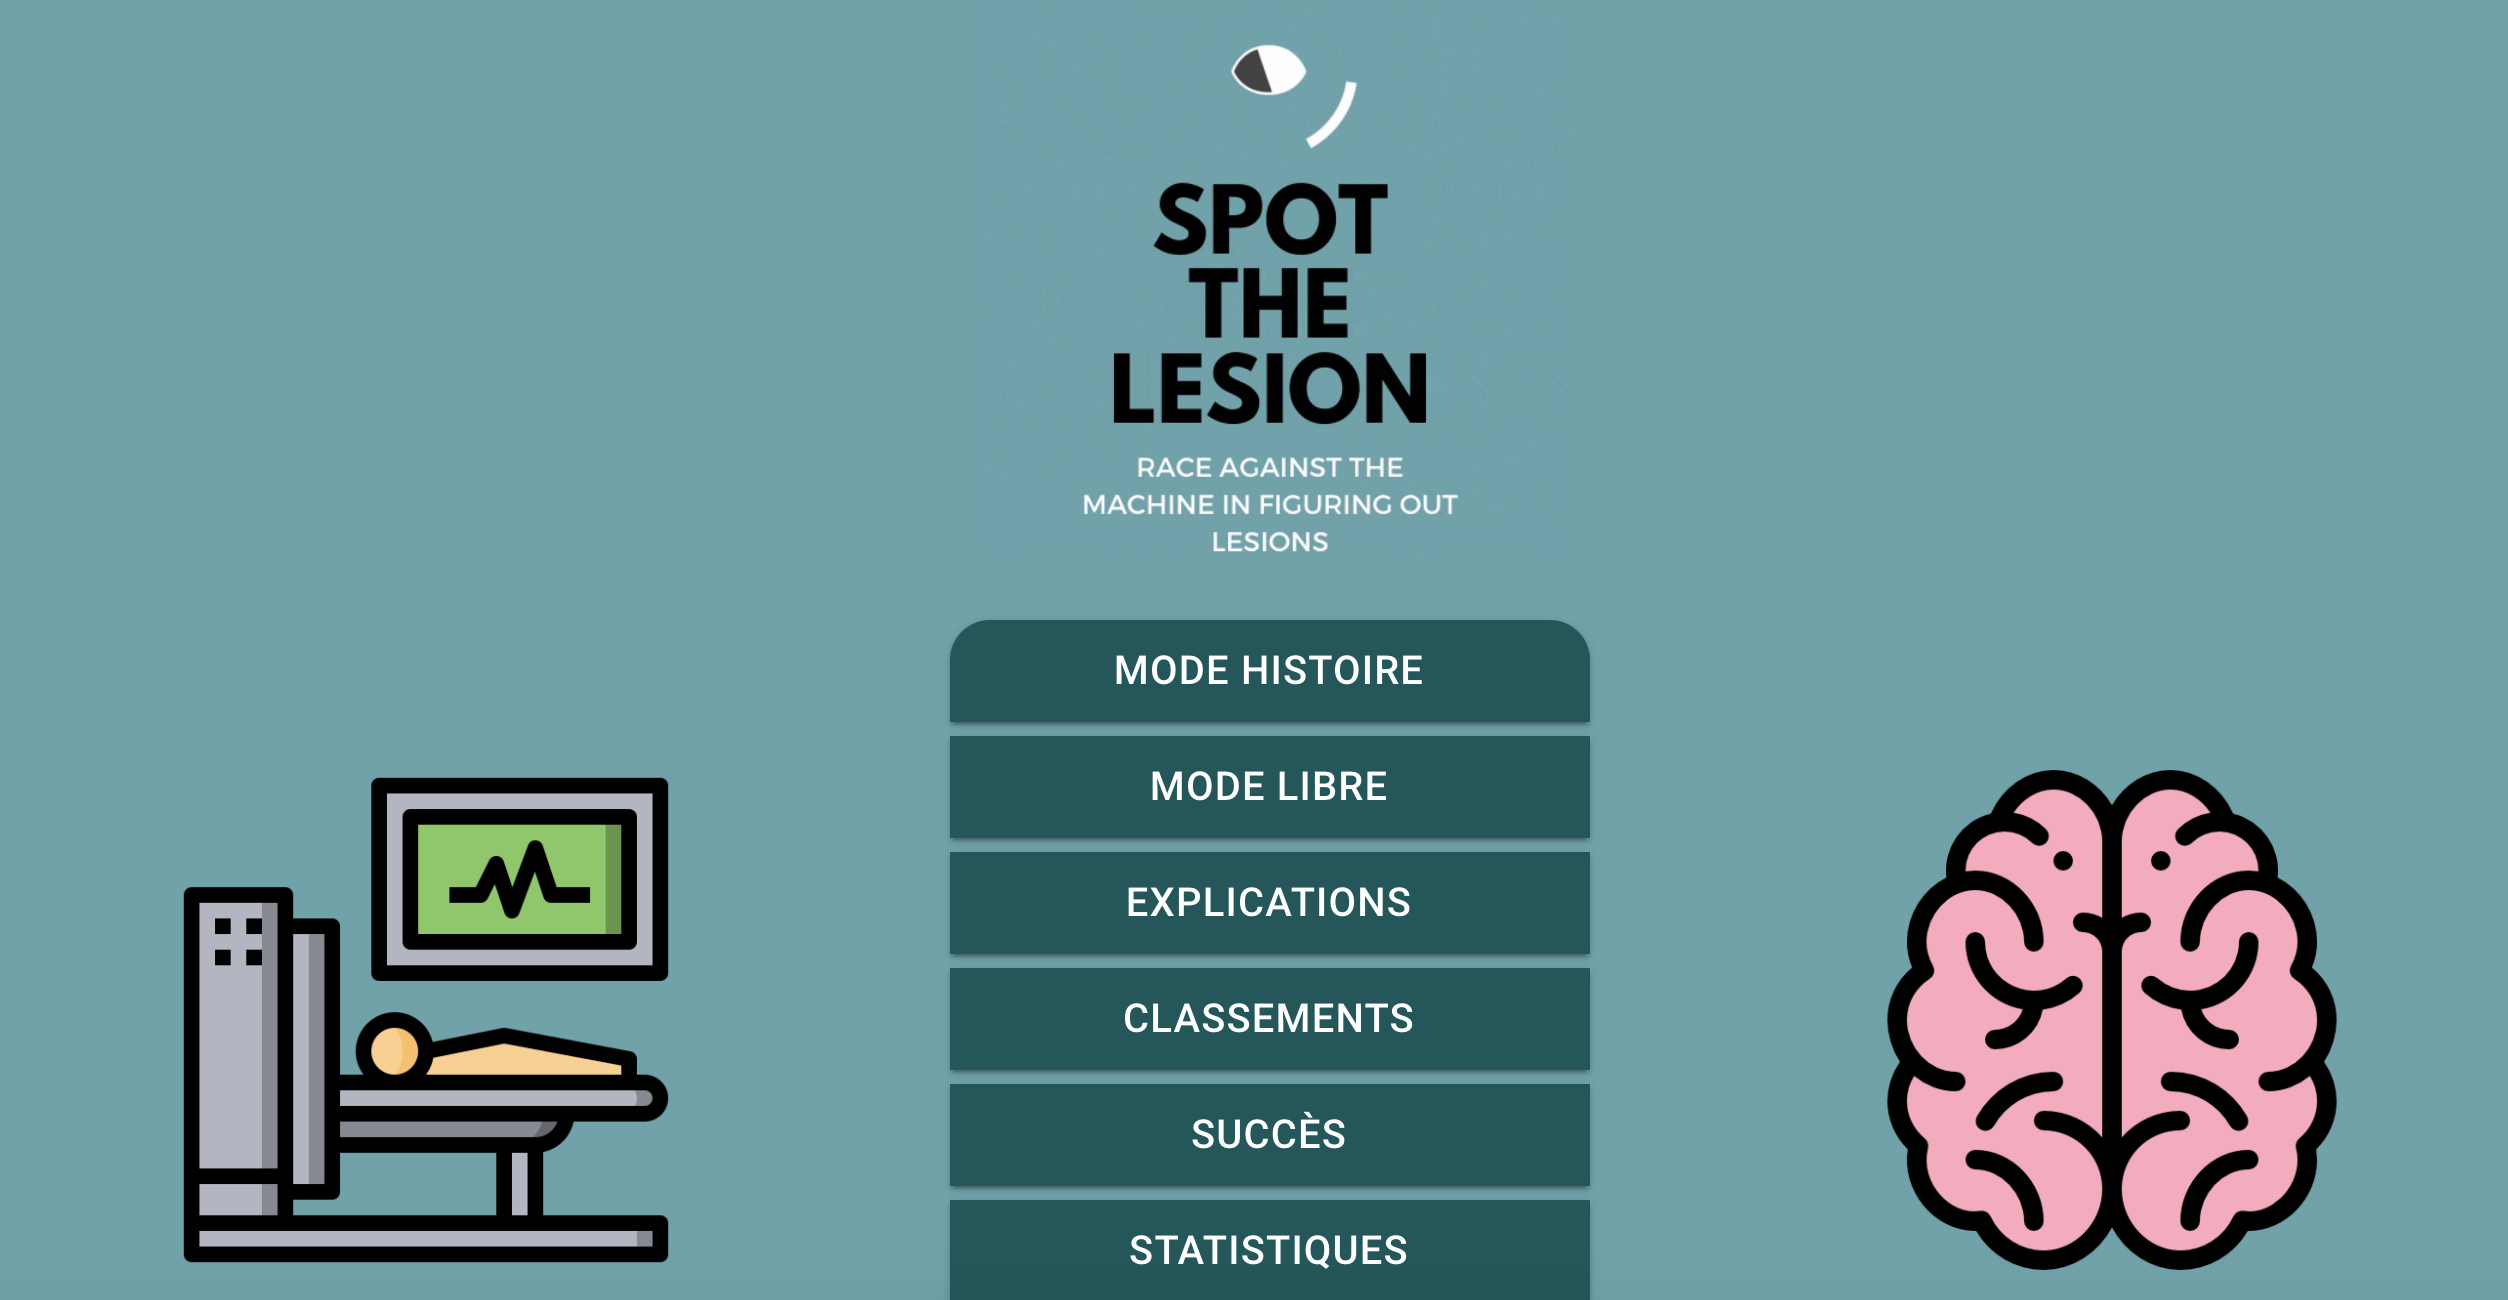 SPOT
THE
LESION
RACE AGAINST THE
MACHINE IN FIGURING OUT
LESIONS
MODE HISTOIRE
MODE LIBRE
EXPLICATIONS
CLASSEMENTS
SUCCÈS
STATISTIQUES